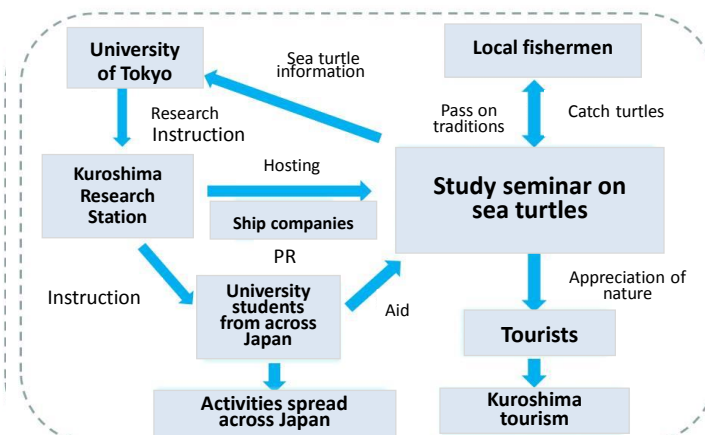 University
of Tokyo
Sea turtle
information
Local fishermen
Research
Instruction
Pass on
traditions
Catch turtles
Kuroshima
Research
Station
Hosting
Ship companies
Study seminar on
sea turtles
PR
Instruction
University
students
from across
Japan
Aid
Appreciation of
nature
Tourists
Activities spread
across Japan
Kuroshima
tourism